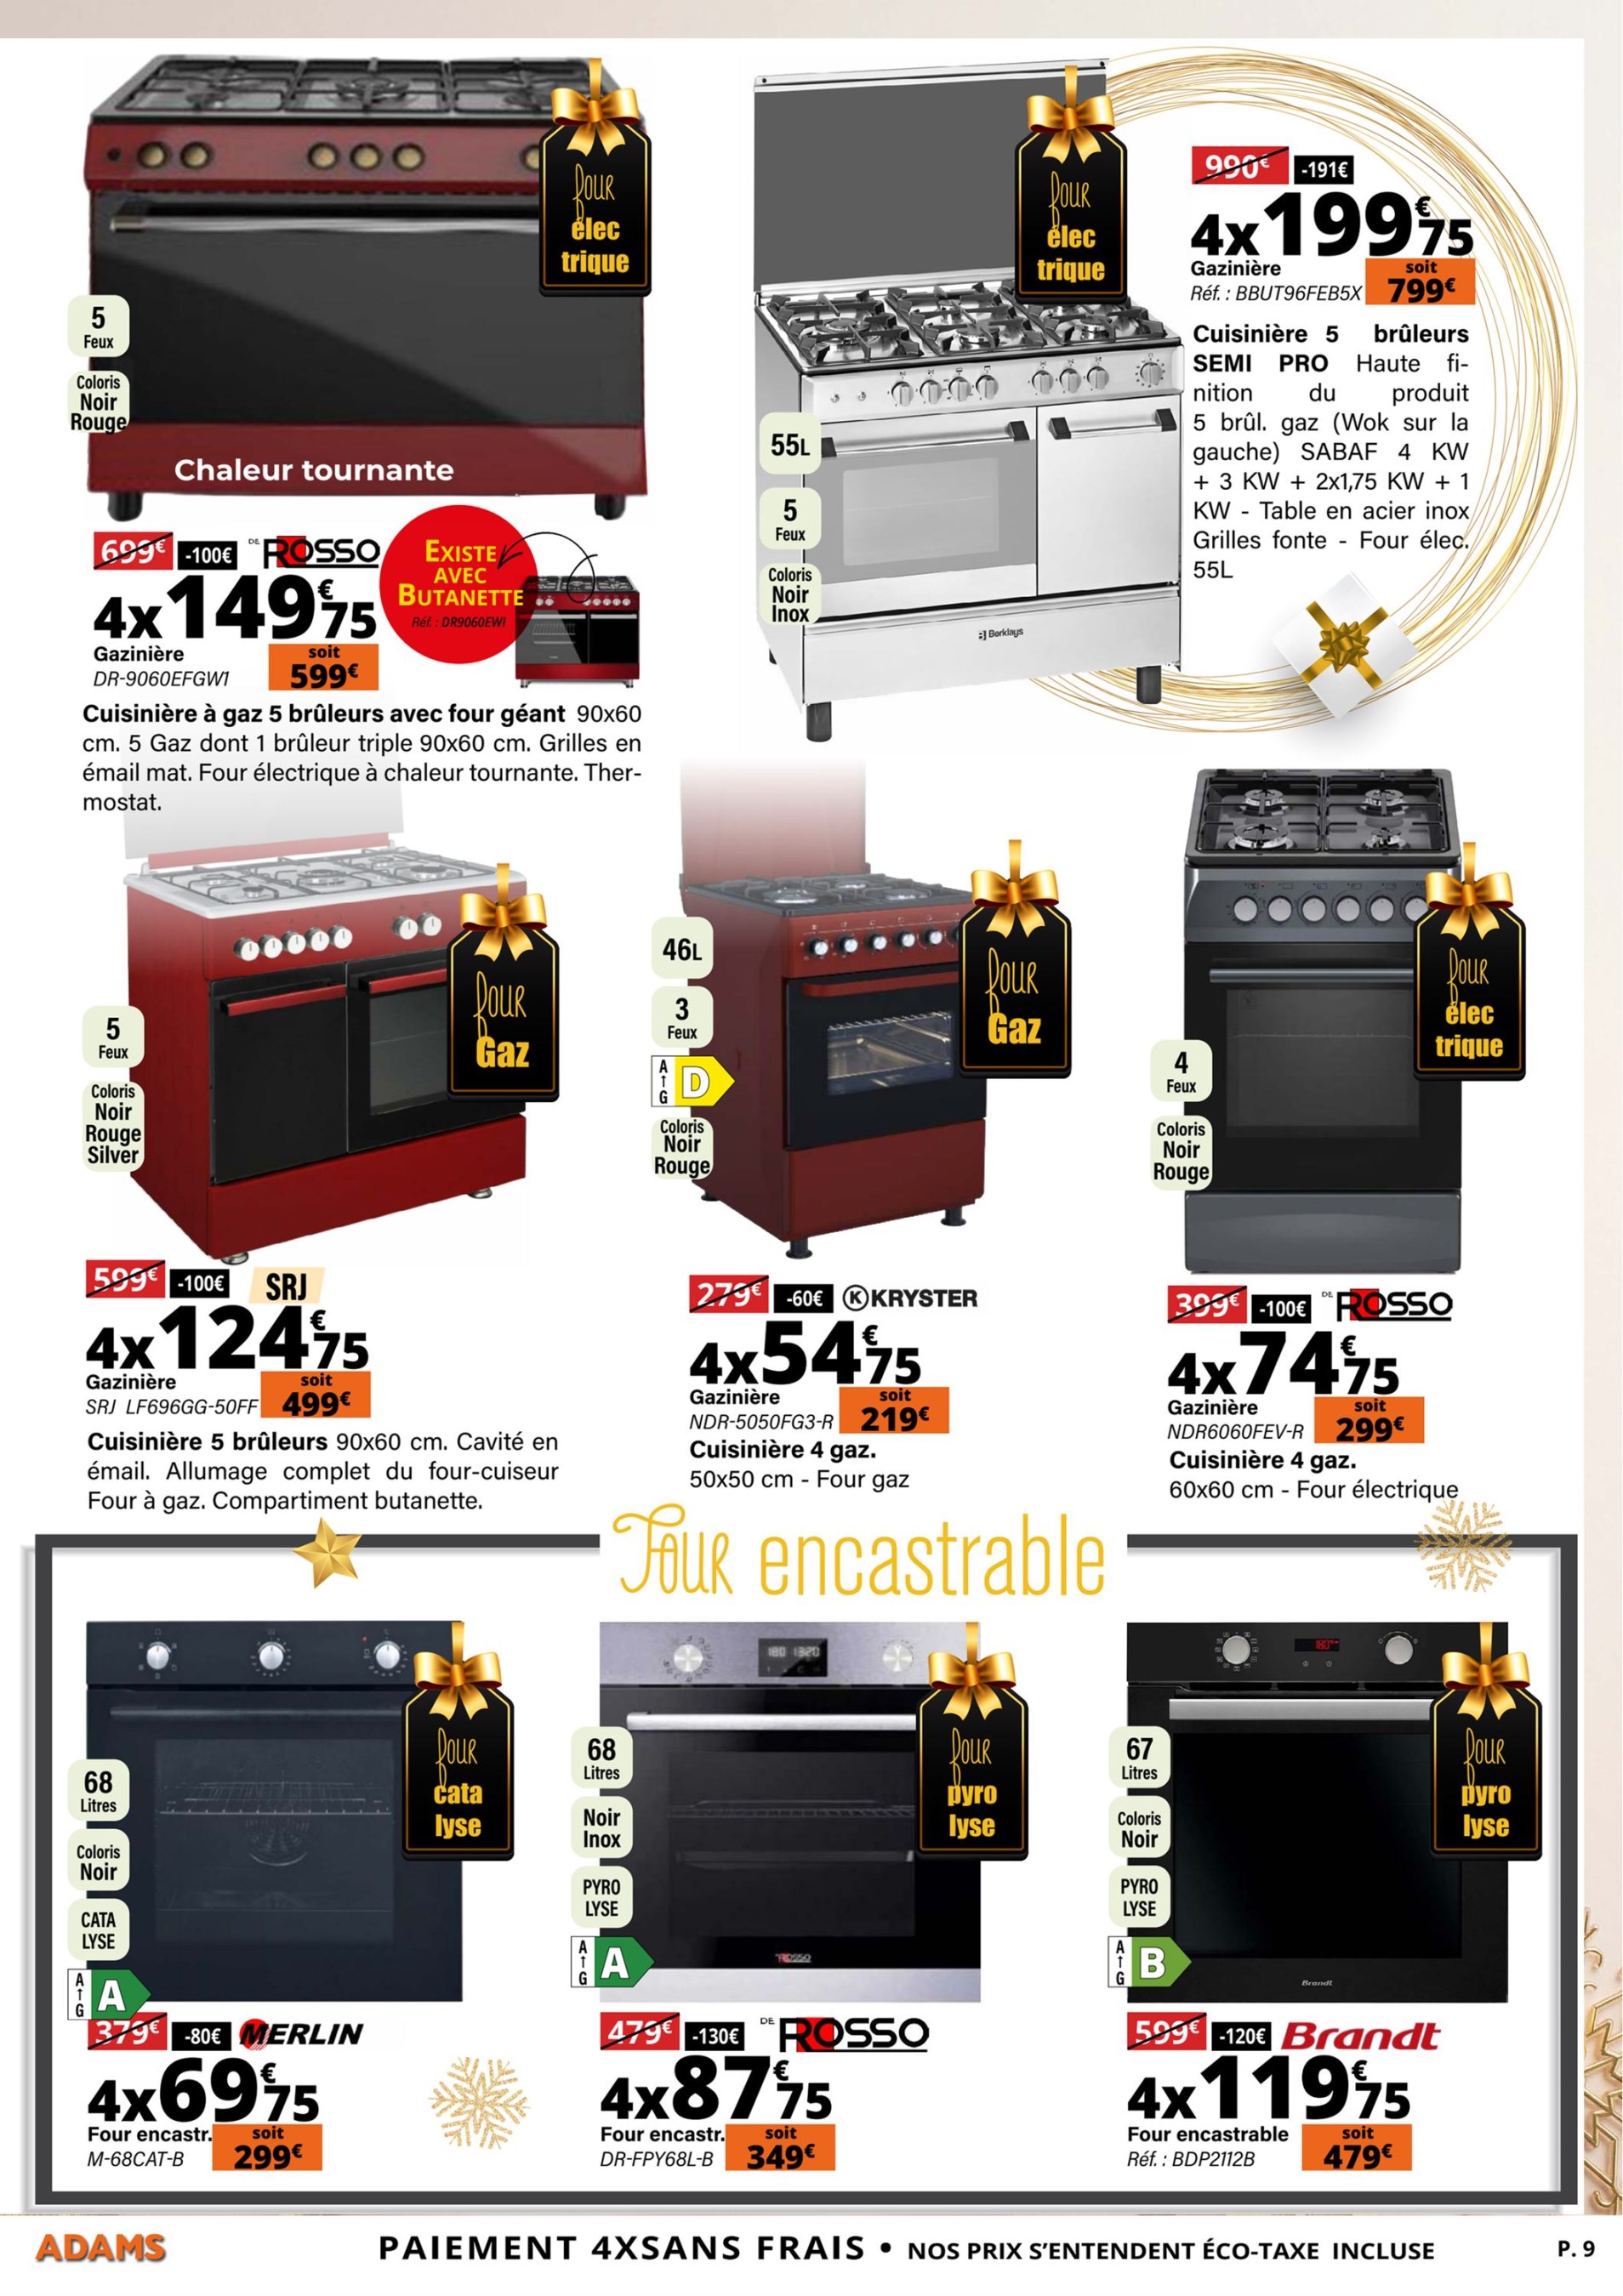 four
élec
trique
5
Feux
Coloris
Noir
Rouge
Chaleur tournante
699€ -100€ DE ROSSO
4x149€75
Gazinière
DR-9060EFGW1
soit
599€
EXISTE
AVEC
BUTANETTE
Réf. : DR9060EWI
Cuisinière à gaz 5 brûleurs avec four géant 90x60
cm. 5 Gaz dont 1 brûleur triple 90x60 cm. Grilles en
émail mat. Four électrique à chaleur tournante. Ther-
mostat.
four
élec
trique
55L
5
Feux
Coloris
Noir
Inox
Borklays
990€ -191€
4x199€75
Gazinière
Réf. : BBUT96FEB5X
soit
799€
Cuisinière 5 brûleurs
SEMI PRO Haute fi-
nition du produit
5 brûl. gaz (Wok sur la
gauche) SABAF 4 KW
+ 3 KW + 2x1,75 KW + 1
KW - Table en acier inox
Grilles fonte - Four élec.
55L
four
Gaz
5
Feux
Coloris
Noir
Rouge
Silver
599€ -100€ SRJ
4x124€75
Gazinière
SRJ LF696GG-50FF
soit
499€
Cuisinière 5 brûleurs 90x60 cm. Cavité en
émail. Allumage complet du four-cuiseur
Four à gaz. Compartiment butanette.
four
Gaz
46L
3
Feux
A
↑
G
D
Coloris
Noir
Rouge
279€ -60€ K KRYSTER
4x54€75
Gazinière
NDR-5050FG3-R
soit
219€
Cuisinière 4 gaz.
50x50 cm - Four gaz
four
élec
trique
4
Feux
Coloris
Noir
Rouge
399€ -100€ DE ROSSO
4x74€75
Gazinière
NDR6060FEV-R
soit
299€
Cuisinière 4 gaz.
60x60 cm - Four électrique
Four encastrable
four
cata
lyse
68
Litres
Coloris
Noir
CATA
LYSE
A
↑
G
A
379€ -80€ MERLIN
4x69€75
Four encastr.
M-68CAT-B
soit
299€
180 1320
four
pyro
lyse
68
Litres
Noir
Inox
PYRO
LYSE
A
↑
G
A
ROSSO
479€ -130€ DE ROSSO
4x87€75
Four encastr.
DR-FPY68L-B
soit
349€
180°
four
pyro
lyse
67
Litres
Coloris
Noir
PYRO
LYSE
A
↑
G
B
Brandt
599€ -120€ Brandt
4x119€75
Four encastrable
Réf. : BDP2112B
soit
479€
ADAMS
PAIEMENT 4XSANS FRAIS • NOS PRIX S'ENTENDENT ÉCO-TAXE INCLUSE
P. 9